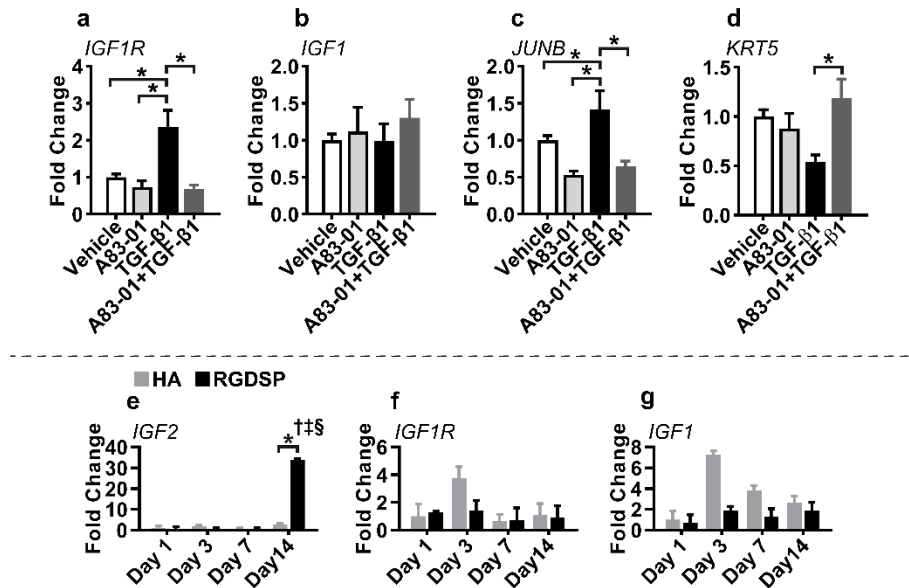 a
IGF1R
Fold Change
4
3
2
1
0
*
*
*
Vehicle
A83-01
TGF-β1
A83-01+TGF-β1
b
IGF1
Fold Change
2.0
1.5
1.0
0.5
0.0
Vehicle
A83-01
TGF-β1
A83-01+TGF-β1
c
JUNB
Fold Change
2.0
1.5
1.0
0.5
0.0
*
*
*
Vehicle
A83-01
TGF-β1
A83-01+TGF-β1
d
KRT5
Fold Change
1.5
1.0
0.5
0.0
*
Vehicle
A83-01
TGF-β1
A83-01+TGF-β1
HA RGDSP
e
IGF2
Fold Change
40
30
20
10
0
*
†‡§
Day 1
Day 3
Day 7
Day14
f
IGF1R
Fold Change
6
4
2
0
Day 1
Day 3
Day 7
Day14
g
IGF1
Fold Change
8
6
4
2
0
Day 1
Day 3
Day 7
Day14